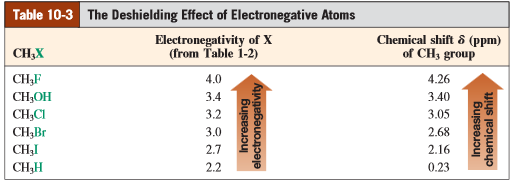 Table 10-3 The Deshielding Effect of Electronegative Atoms
CH₃X Electronegativity of X (from Table 1-2) Chemical shift δ (ppm) of CH₃ group
CH₃F 4.0 4.26
CH₃OH 3.4 3.40
CH₃Cl 3.2 3.05
CH₃Br 3.0 2.68
CH₃I 2.7 2.16
CH₃H 2.2 0.23
Increasing electronegativity
Increasing chemical shift